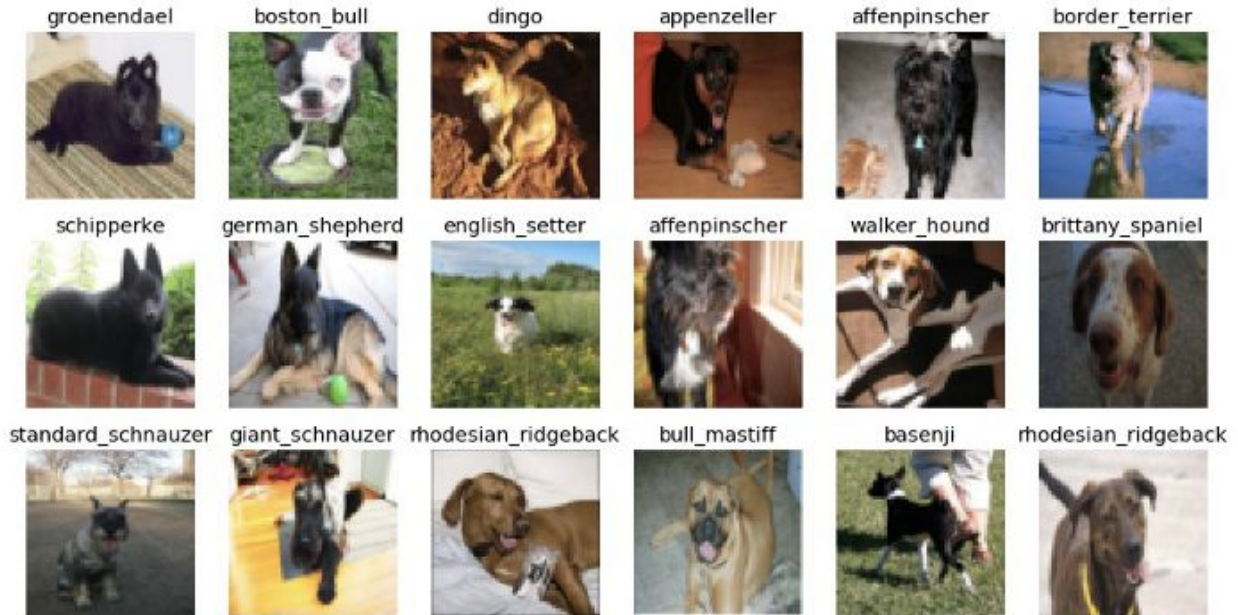 groenendael boston_bull dingo appenzeller affenpinscher border_terrier
schipperke german_shepherd english_setter affenpinscher walker_hound brittany_spaniel
standard_schnauzer giant_schnauzer rhodesian_ridgeback bull_mastiff basenji rhodesian_ridgeback